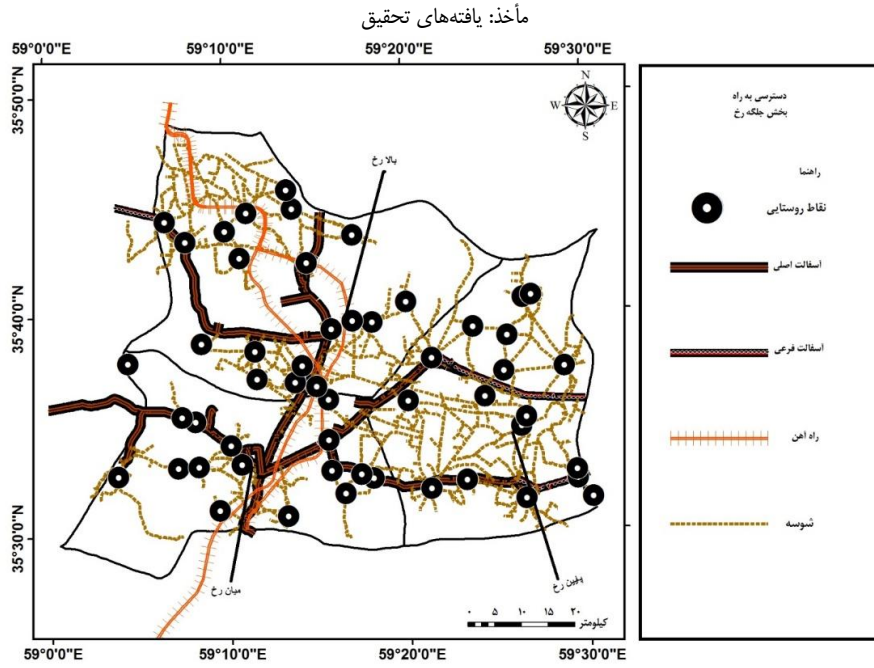 مأخذ: یافته‌های تحقیق
59°0'0"E
59°10'0"E
59°20'0"E
59°30'0"E
35°50'0"N
35°40'0"N
35°30'0"N
N
W
E
S
بالا رخ
میان رخ
پایین رخ
۰ ۵ ۱۰ ۱۵ ۲۰
کیلومتر
59°0'0"E
59°10'0"E
59°20'0"E
59°30'0"E
دسترسی به راه
بخش جلگه رخ
راهنما
نقاط روستایی
آسفالت اصلی
آسفالت فرعی
راه آهن
شوسه